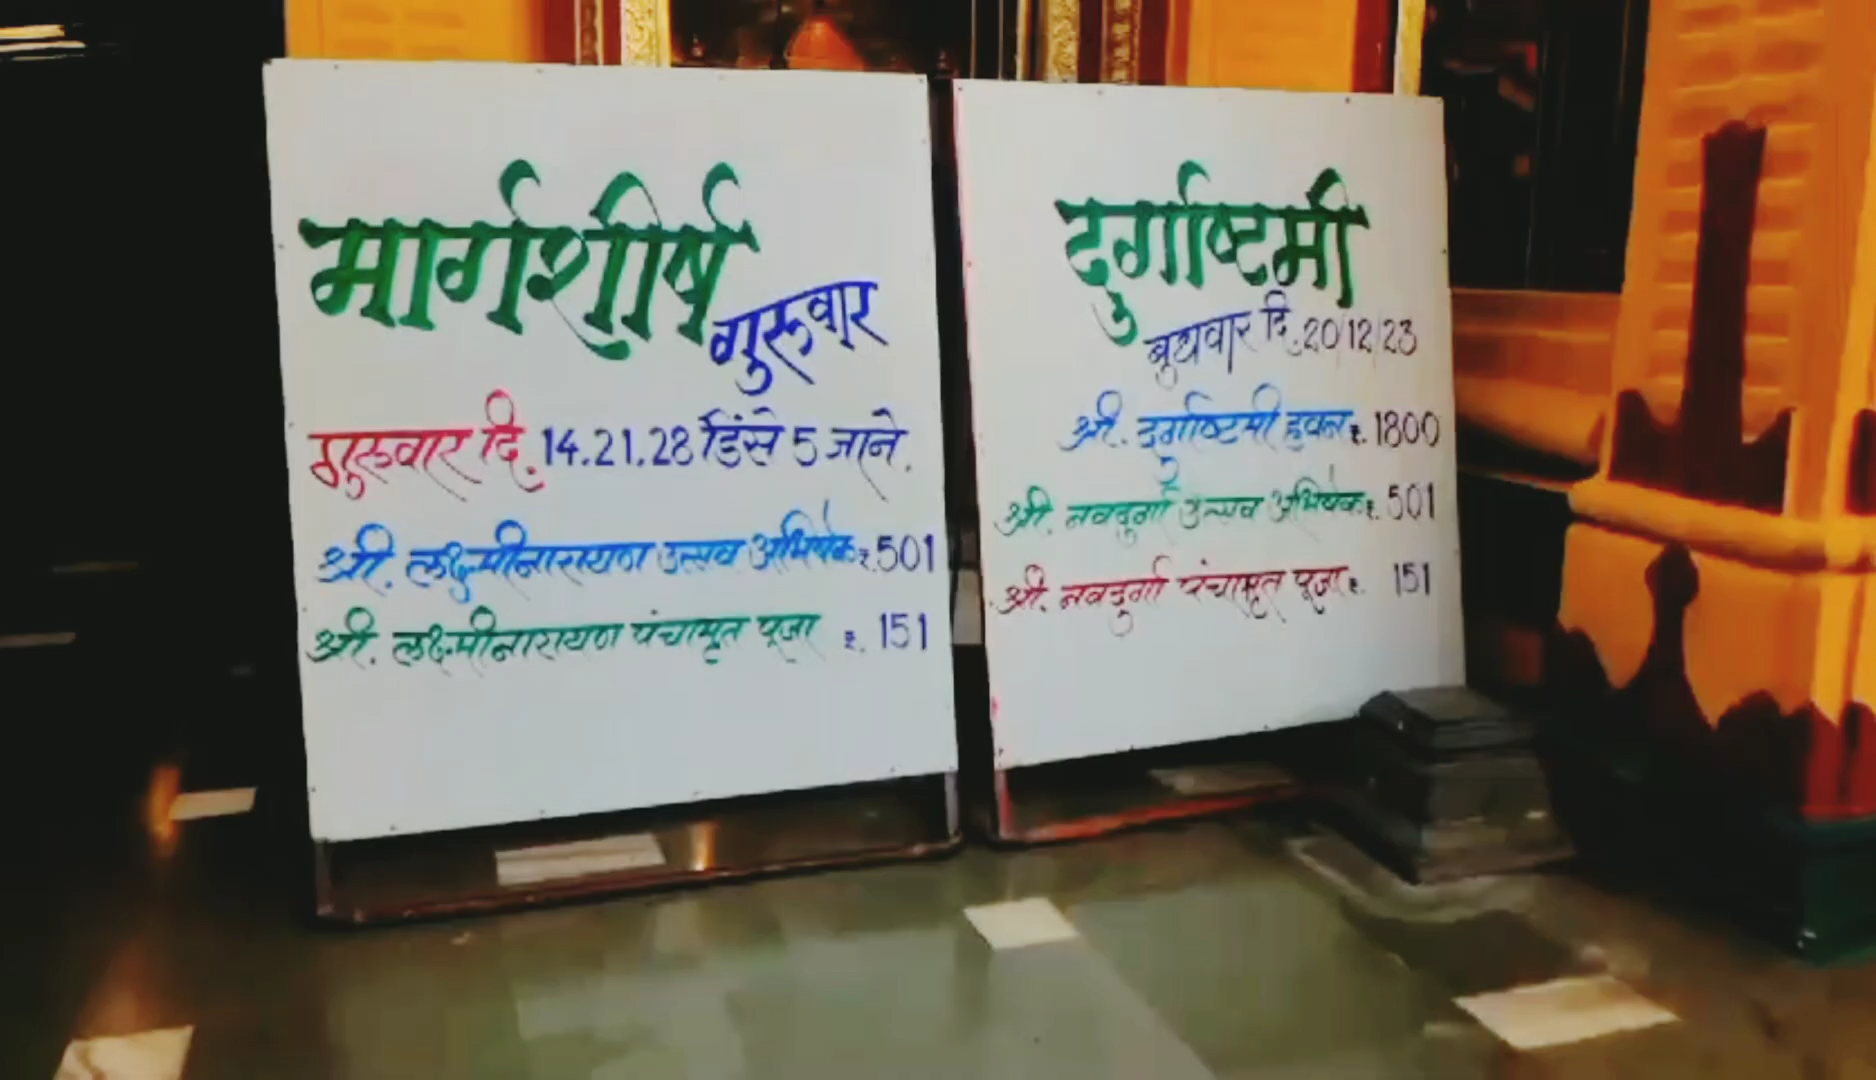 मार्गशीर्ष
गुरूवार
गुरूवार दि. 14.21.28 डिंसे 5 जाने.
श्री. लक्ष्मीनारायण उत्सव अभिषेक रु. 501
श्री. लक्ष्मीनारायण पंचामृत पूजा रु. 151
दुर्गाष्टमी
बुधवार दि. 20/12/23
श्री. दुर्गाष्टमी हवन रु. 1800
श्री. नवदुर्गा उत्सव अभिषेक रु. 501
श्री. नवदुर्गा पंचामृत पूजा रु. 151